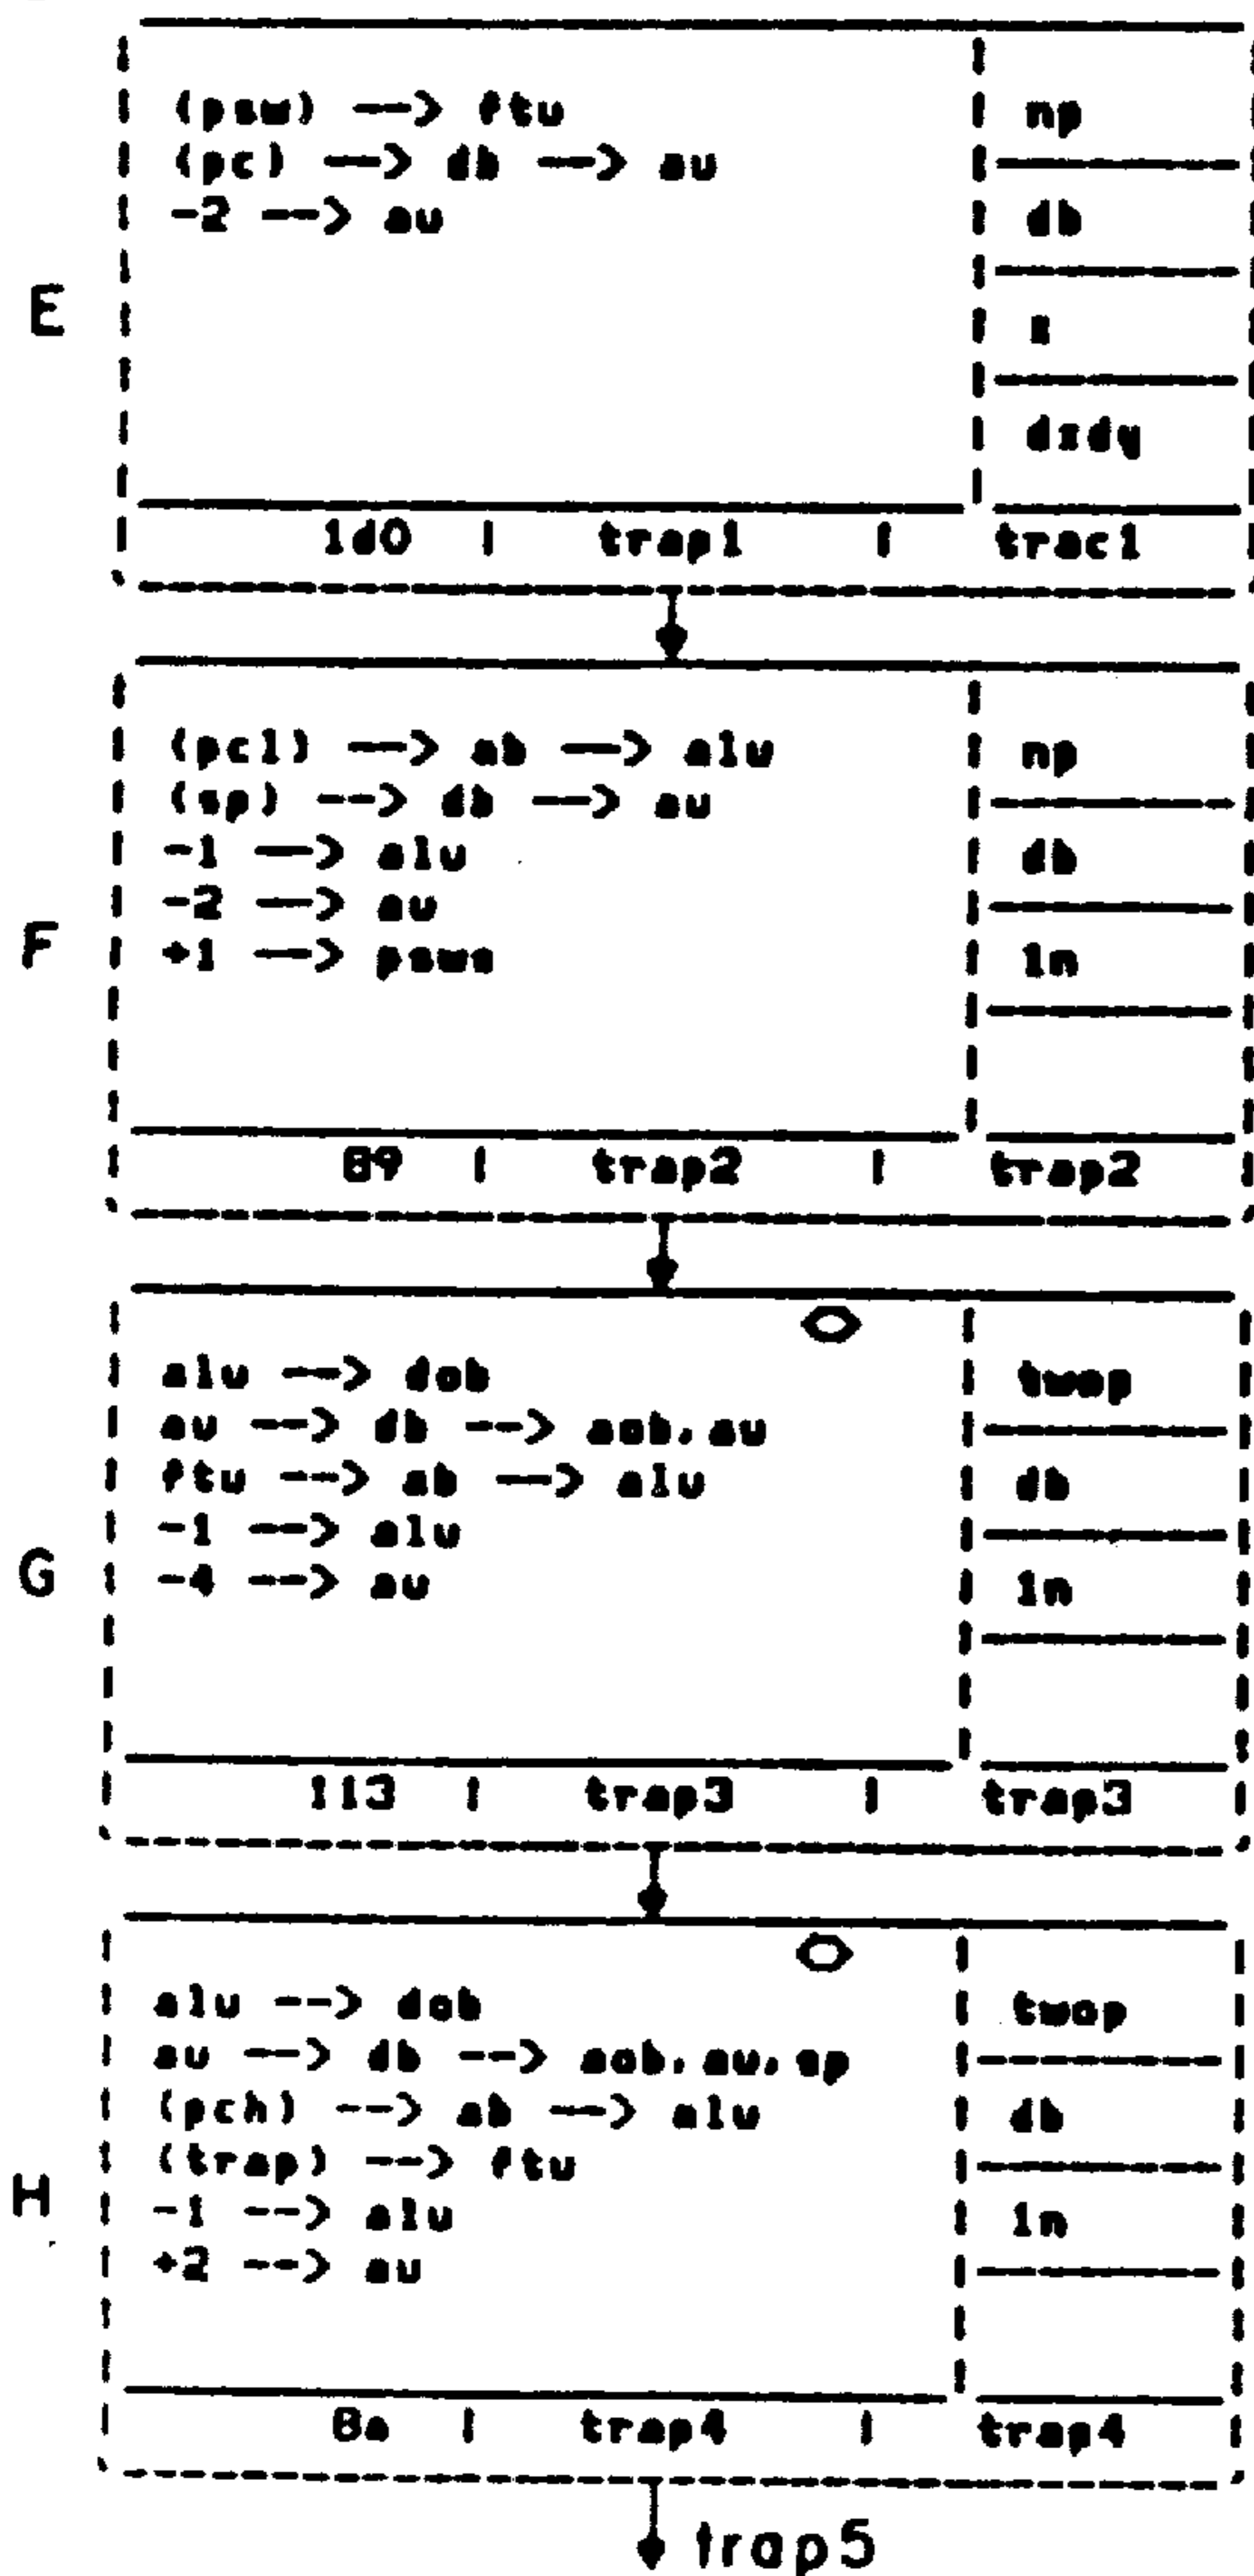 E
(psw) --> ftu
(pc) --> db --> au
-2 --> au
np
db
x
dxdy
1d0 | trap1 | trac1
F
(pcl) --> ab --> alu
(sp) --> db --> au
-1 --> alu
-2 --> au
+1 --> psws
np
db
in
89 | trap2 | trap2
G
alu --> dob
au --> db --> aob,au
ftu --> ab --> alu
-1 --> alu
-4 --> au
twop
db
in
113 | trap3 | trap3
H
alu --> dob
au --> db --> aob,au,sp
(pch) --> ab --> alu
(trap) --> ftu
-1 --> alu
+2 --> au
twop
db
in
8a | trap4 | trap4
trap5